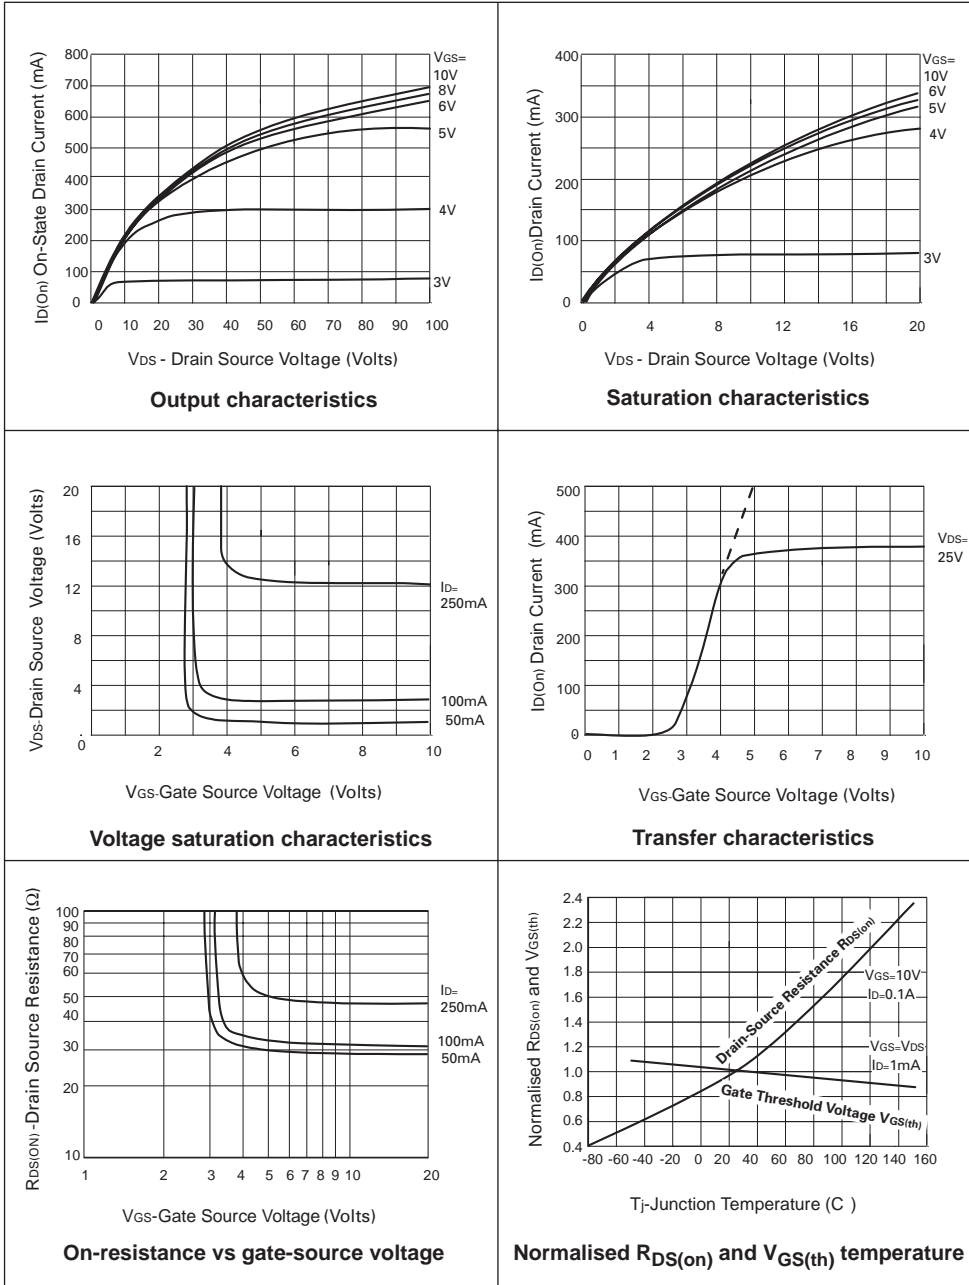 ID(On) On-State Drain Current (mA)
800
700
600
500
400
300
200
100
0
0 10 20 30 40 50 60 70 80 90 100
VGS=
10V
8V
6V
5V
4V
3V
VDS - Drain Source Voltage (Volts)
Output characteristics
ID(On)Drain Current (mA)
400
300
200
100
0
0 4 8 12 16 20
VGS=
10V
6V
5V
4V
3V
VDS - Drain Source Voltage (Volts)
Saturation characteristics
VDS-Drain Source Voltage (Volts)
20
16
12
8
4
0 2 4 6 8 10
ID=
250mA
100mA
50mA
VGS-Gate Source Voltage (Volts)
Voltage saturation characteristics
ID(On) Drain Current (mA)
500
400
300
200
100
0
0 1 2 3 4 5 6 7 8 9 10
VDS=
25V
VGS-Gate Source Voltage (Volts)
Transfer characteristics
RDS(ON) -Drain Source Resistance (Ω)
100
90
80
70
60
50
40
30
20
10
1 2 3 4 5 6 7 8 9 10 20
ID=
250mA
100mA
50mA
VGS-Gate Source Voltage (Volts)
On-resistance vs gate-source voltage
Normalised RDS(on) and VGS(th)
2.4
2.2
2.0
1.8
1.6
1.4
1.2
1.0
0.8
0.6
0.4
-80 -60 -40 -20 0 20 40 60 80 100 120 140 160
Drain-Source Resistance RDS(on)
VGS=10V
ID=0.1A
VGS=VDS
ID=1mA
Gate Threshold Voltage VGS(th)
Tj-Junction Temperature (C )
Normalised RDS(on) and VGS(th) temperature